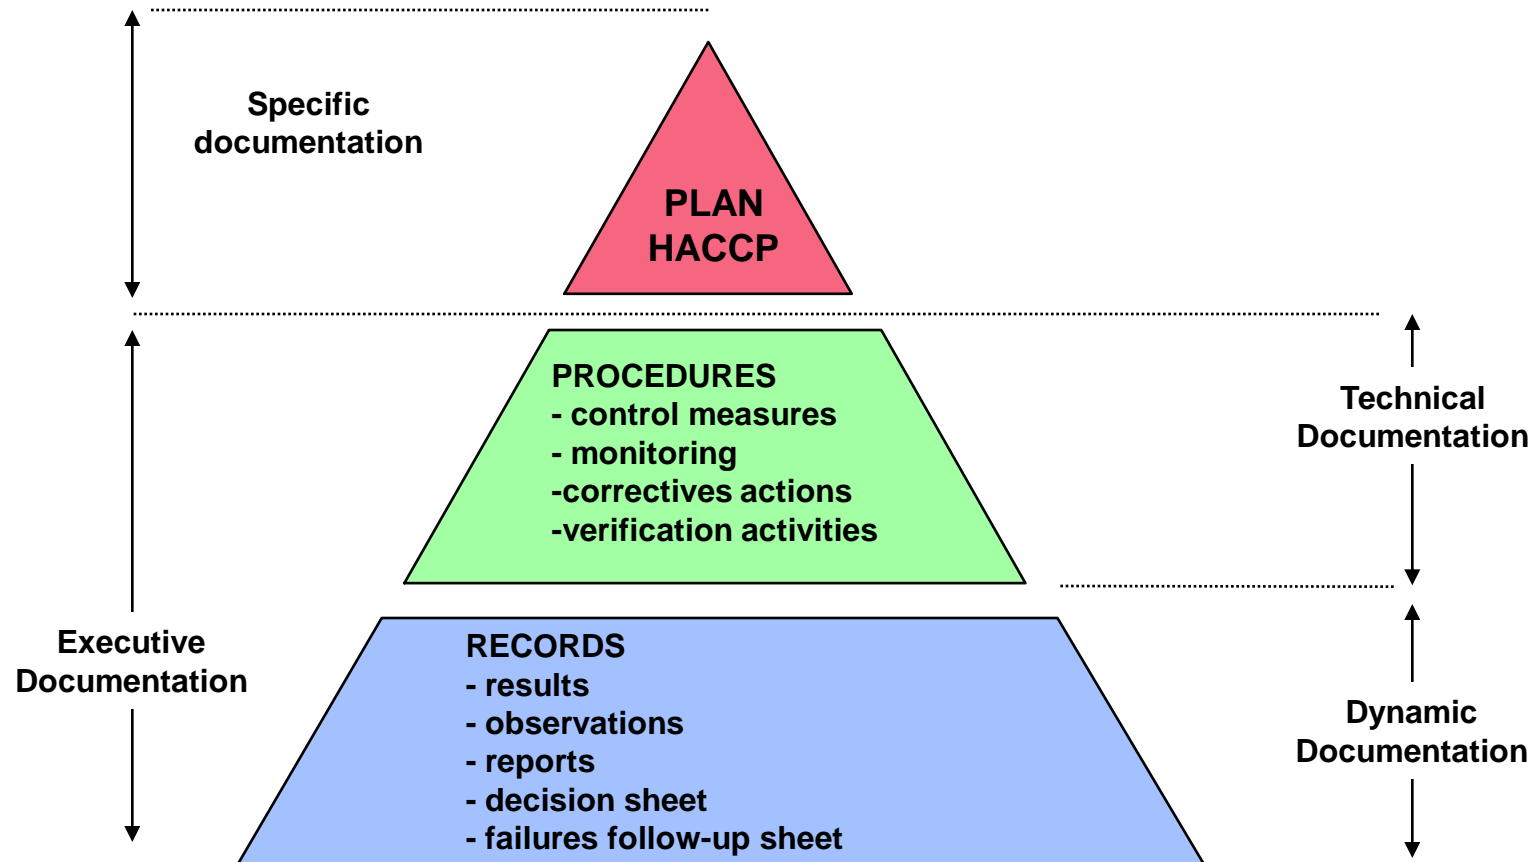 Specific
documentation
PLAN
HACCP
PROCEDURES
- control measures
- monitoring
-correctives actions
-verification activities
Technical
Documentation
Executive
Documentation
RECORDS
- results
- observations
- reports
- decision sheet
- failures follow-up sheet
Dynamic
Documentation